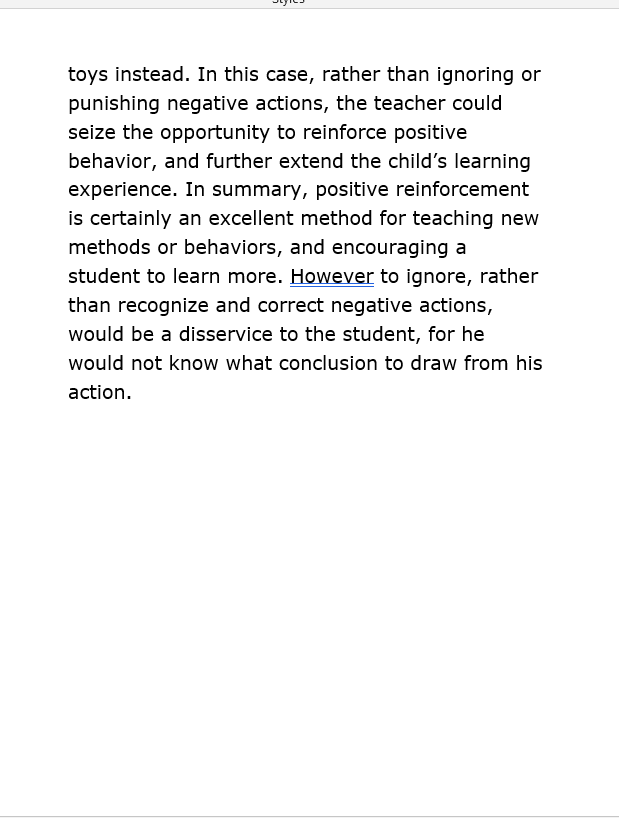 Styles
toys instead. In this case, rather than ignoring or
punishing negative actions, the teacher could
seize the opportunity to reinforce positive
behavior, and further extend the child’s learning
experience. In summary, positive reinforcement
is certainly an excellent method for teaching new
methods or behaviors, and encouraging a
student to learn more. However to ignore, rather
than recognize and correct negative actions,
would be a disservice to the student, for he
would not know what conclusion to draw from his
action.